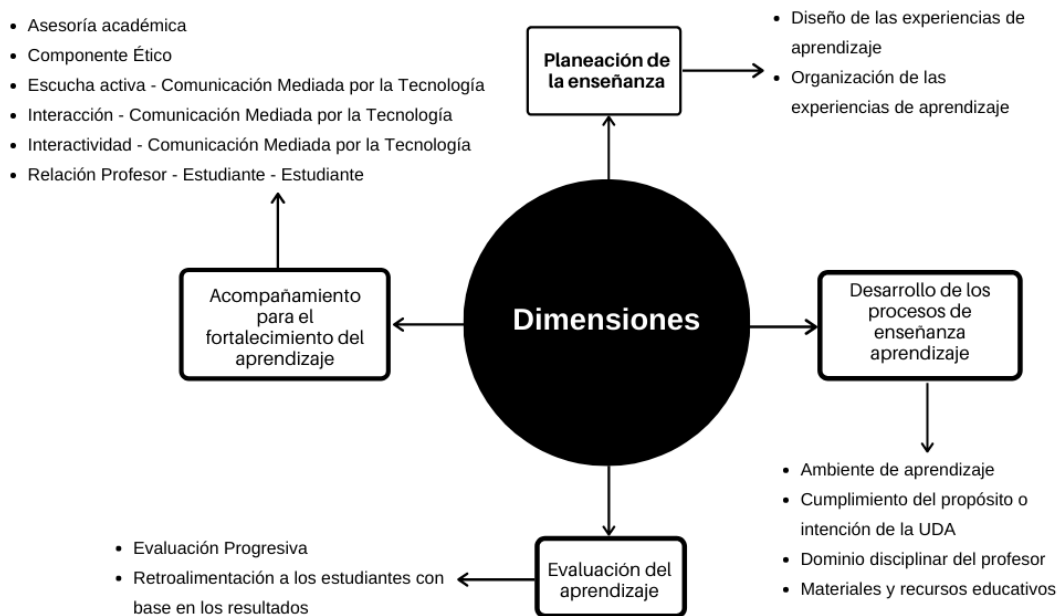 • Asesoría académica
• Componente Ético
• Escucha activa - Comunicación Mediada por la Tecnología
• Interacción - Comunicación Mediada por la Tecnología
• Interactividad - Comunicación Mediada por la Tecnología
• Relación Profesor - Estudiante - Estudiante
Planeación de
la enseñanza
• Diseño de las experiencias de
aprendizaje
• Organización de las
experiencias de aprendizaje
Acompañamiento
para el
fortalecimiento del
aprendizaje
Dimensiones
Desarrollo de los
procesos de
enseñanza
aprendizaje
• Ambiente de aprendizaje
• Cumplimiento del propósito o
intención de la UDA
• Dominio disciplinar del profesor
• Materiales y recursos educativos
• Evaluación Progresiva
• Retroalimentación a los estudiantes con
base en los resultados
Evaluación del
aprendizaje